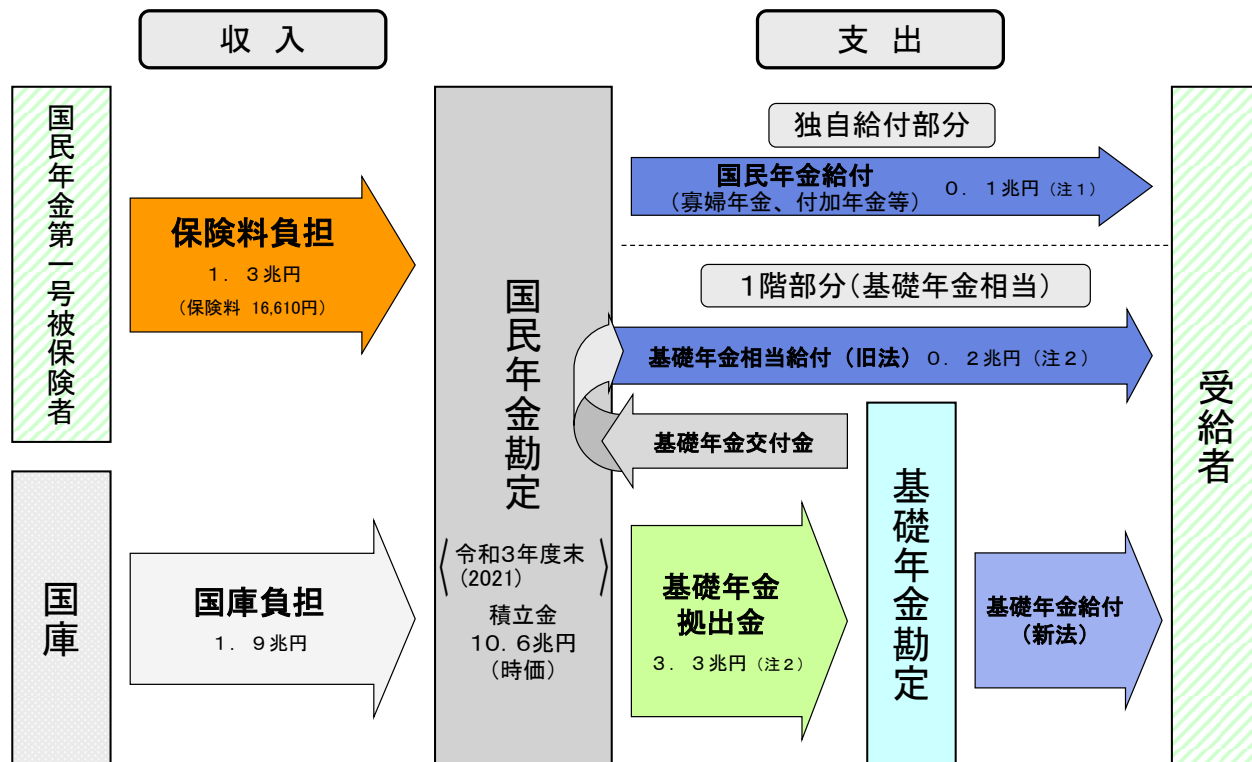 収 入
支 出
国民年金第一号被保険者
保険料負担
１．３兆円
（保険料 16,610円）
国庫
国庫負担
１．９兆円
国民年金勘定
令和３年度末
（2021）
積立金
１０．６兆円
（時価）
独自給付部分
国民年金給付 ０．１兆円（注１）
（寡婦年金、付加年金等）
１階部分（基礎年金相当）
基礎年金相当給付（旧法）０．２兆円（注２）
基礎年金交付金
基礎年金
拠出金
３．３兆円（注２）
基礎年金勘定
基礎年金給付
（新法）
受給者